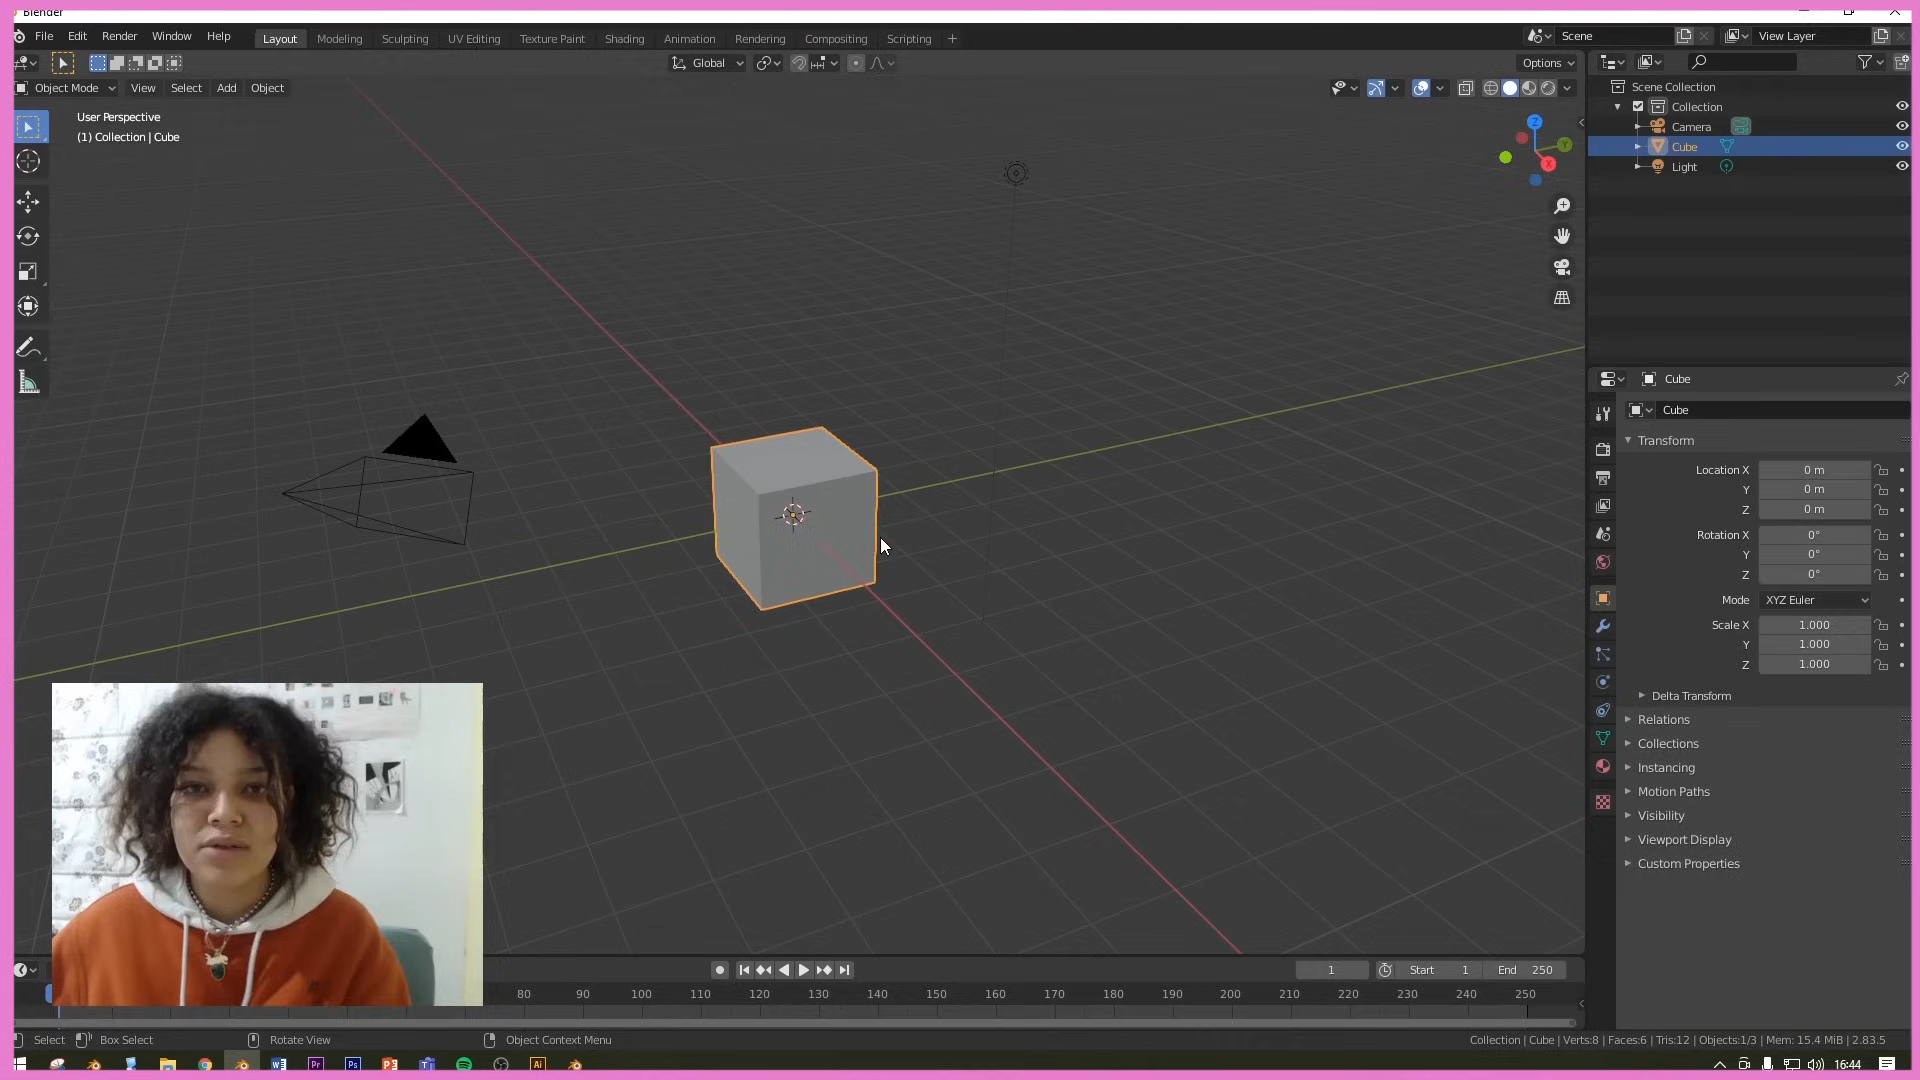 Blender
File Edit Render Window Help Layout Modeling Sculpting UV Editing Texture Paint Shading Animation Rendering Compositing Scripting + Scene View Layer
Global Options
Object Mode View Select Add Object
User Perspective
(1) Collection | Cube
Z
Y
X
Scene Collection
Collection
Camera
Cube
Light
Cube
Cube
Transform
Location X 0 m
Y 0 m
Z 0 m
Rotation X 0°
Y 0°
Z 0°
Mode XYZ Euler
Scale X 1.000
Y 1.000
Z 1.000
Delta Transform
Relations
Collections
Instancing
Motion Paths
Visibility
Viewport Display
Custom Properties
1 Start 1 End 250
80 90 100 110 120 130 140 150 160 170 180 190 200 210 220 230 240 250
Select Box Select Rotate View Object Context Menu Collection | Cube | Verts:8 | Faces:6 | Tris:12 | Objects:1/3 | Mem: 15.4 MiB | 2.83.5
W Pr Ps P T Ai 16:44